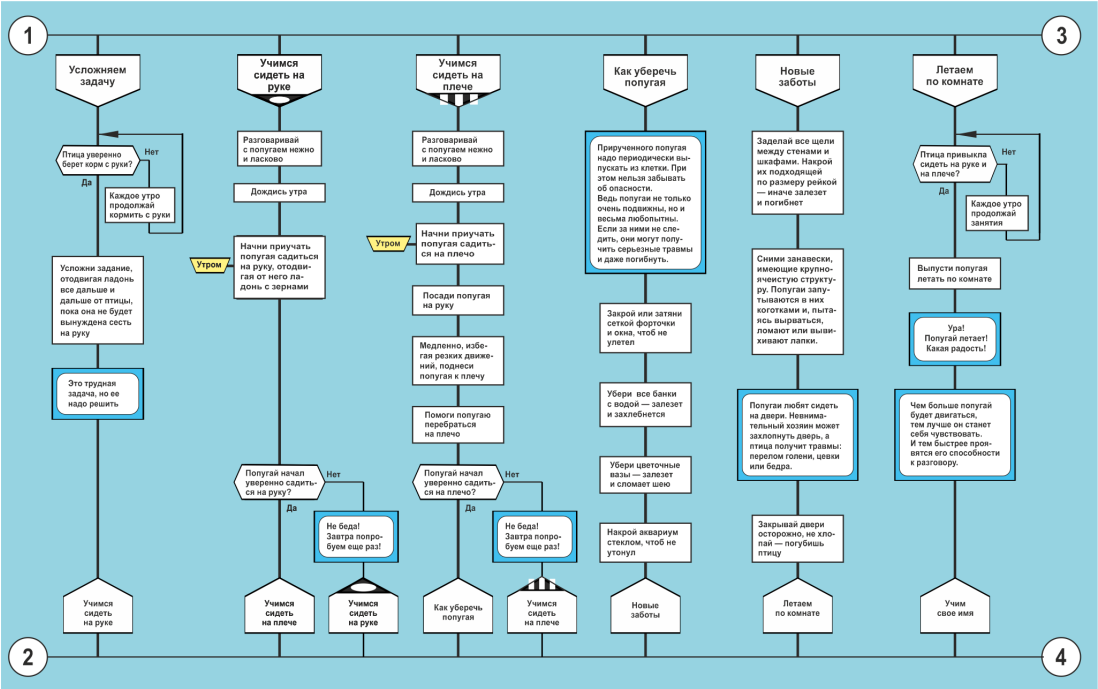 1
3
Усложняем
задачу
Птица уверенно
берет корм с руки?
Нет
Да
Каждое утро
продолжай
кормить с руки
Усложни задание,
отодвигая ладонь
все дальше и
дальше от птицы,
пока она не будет
вынуждена сесть
на руку
Это трудная
задача, но ее
надо решить
Учимся
сидеть
на руке
Учимся
сидеть на
руке
Разговаривай
с попугаем нежно
и ласково
Дождись утра
Утром
Начни приучать
попугая садиться
на руку, отодви-
гая от него ла-
донь с зернами
Попугай начал
уверенно садить-
ся на руку?
Нет
Да
Не беда!
Завтра попро-
буем еще раз!
Учимся
сидеть
на плече
Учимся
сидеть
на руке
Учимся
сидеть на
плече
Разговаривай
с попугаем нежно
и ласково
Дождись утра
Утром
Начни приучать
попугая садить-
ся на плечо
Посади попугая
на руку
Медленно, избе-
гая резких движе-
ний, поднеси
попугая к плечу
Помоги попугаю
перебраться
на плечо
Попугай начал
уверенно садить-
ся на плечо?
Нет
Да
Не беда!
Завтра попро-
буем еще раз!
Как уберечь
попугая
Учимся
сидеть
на плече
Как уберечь
попугая
Прирученного попугая
надо периодически вы-
пускать из клетки. При
этом нельзя забывать
об опасности.
Ведь попугаи не только
очень подвижны, но и
весьма любопытны.
Если за ними не сле-
дить, они могут полу-
чить серьезные травмы
и даже погибнуть.
Закрой или затяни
сеткой форточки
и окна, чтоб не
улетел
Убери все банки
с водой — залезет
и захлебнется
Убери цветочные
вазы — залезет
и сломает шею
Накрой аквариум
стеклом, чтоб не
утонул
Новые
заботы
Новые
заботы
Заделай все щели
между стенами и
шкафами. Накрой
их подходящей
по размеру рейкой
— иначе залезет
и погибнет
Сними занавески,
имеющие крупно-
ячеистую структу-
ру. Попугаи запу-
тываются в них
коготками и, пыта-
ясь вырваться,
ломают или выви-
хивают лапки.
Попугаи любят сидеть
на двери. Невнима-
тельный хозяин может
захлопнуть дверь, а
птица получит травмы:
перелом голени, цевки
или бедра.
Закрывай двери
осторожно, не хло-
пай — погубишь
птицу
Летаем
по комнате
Летаем
по комнате
Птица привыкла
сидеть на руке и
на плече?
Нет
Да
Каждое утро
продолжай
занятия
Выпусти попугая
летать по комнате
Ура!
Попугай летает!
Какая радость!
Чем больше попугай
будет двигаться,
тем лучше он станет
себя чувствовать.
И тем быстрее проя-
вятся его способности
к разговору.
Учим
свое имя
2
4